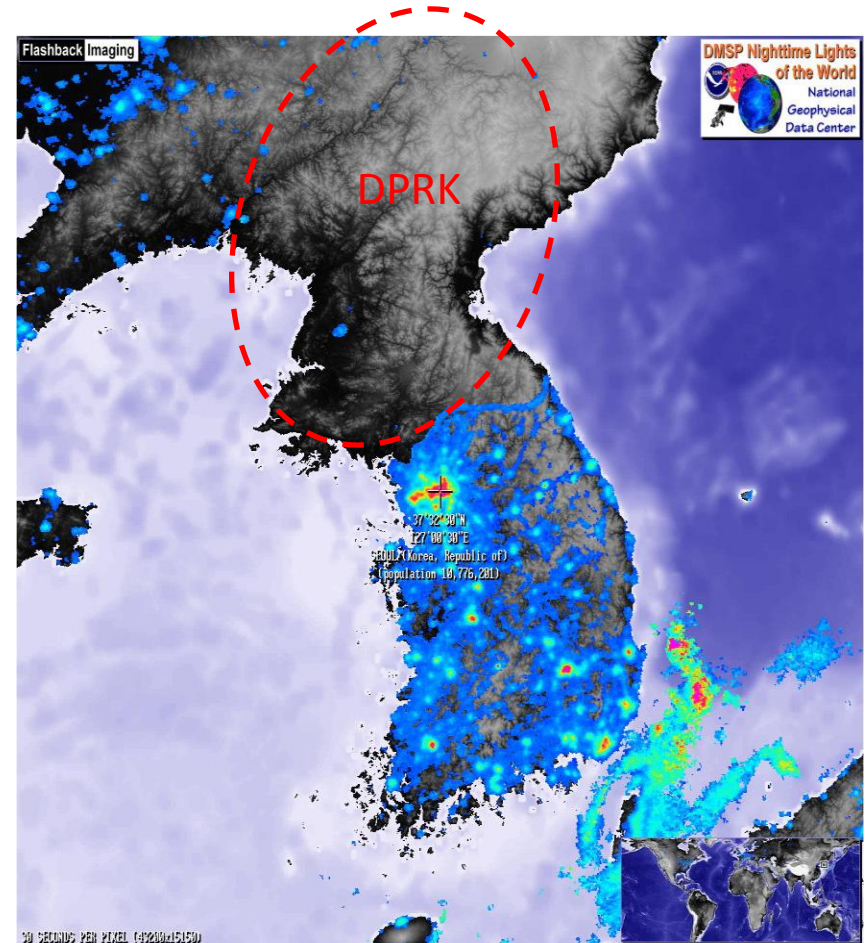 Flashback Imaging
DMSP Nighttime Lights
of the World
National
Geophysical
Data Center
DPRK
37°32'30"N
127°00'30"E
SEOUL (Korea, Republic of)
(population 10,776,201)
30 SECONDS PER PIXEL (43200x15150)